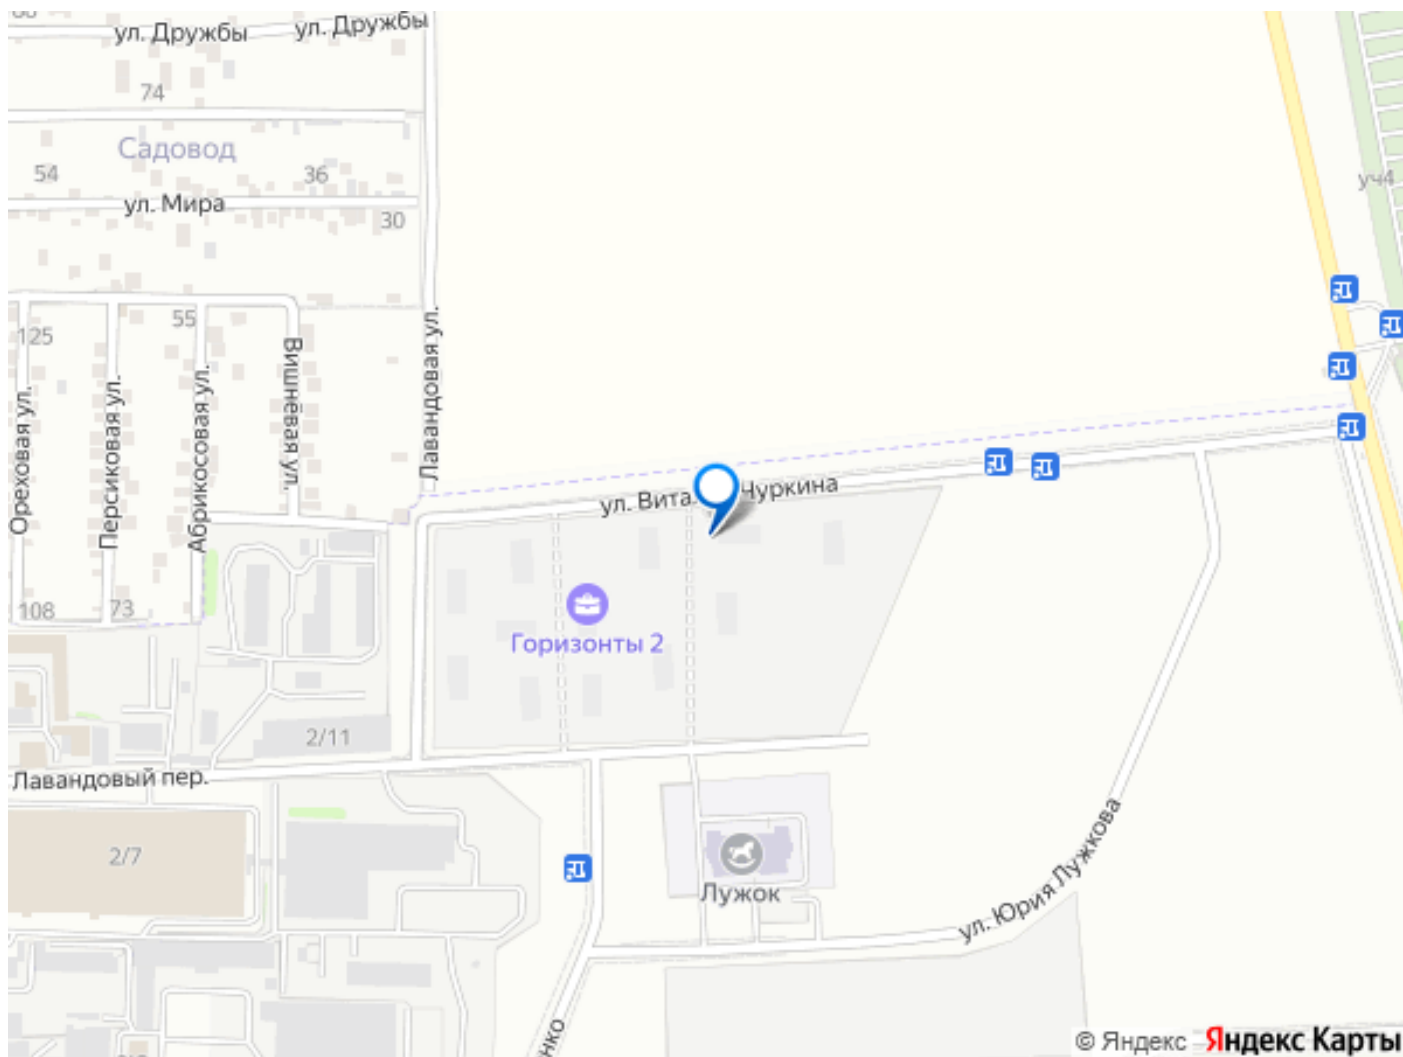 ул. Дружбы
ул. Дружбы
74
Садовод
54
36
ул. Мира
30
уч4
55
125
Вишнёвая ул.
Лавандовая ул.
Ореховая ул.
Персиковая ул.
Абрикосовая ул.
ул. Вита Чуркина
108
73
Горизонты 2
2/11
Лавандовый пер.
2/7
Лужок
ул. Юрия Лужкова
нко
© Яндекс Яндекс Карты